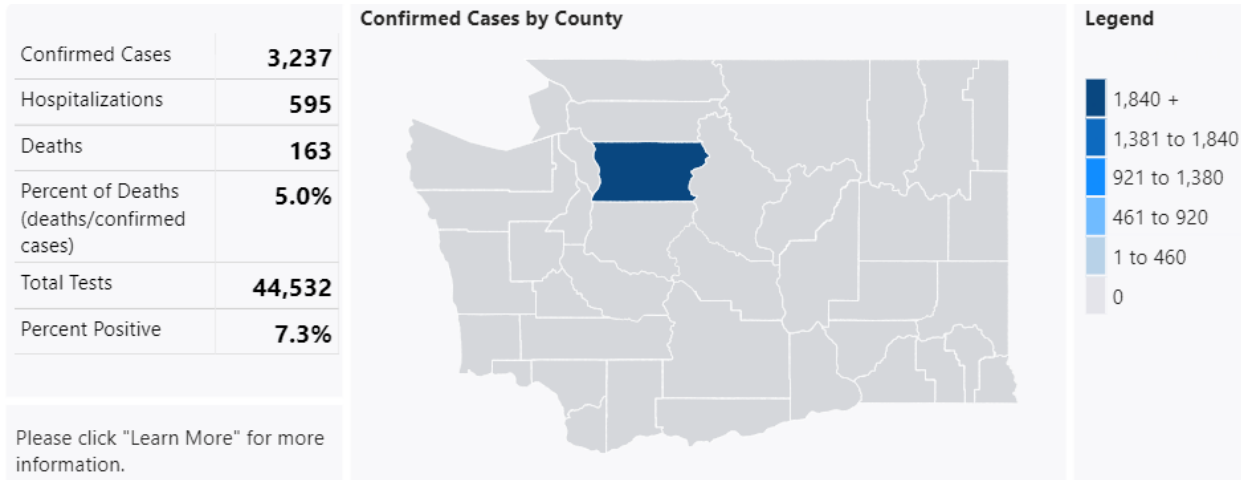 Confirmed Cases 3,237
Hospitalizations 595
Deaths 163
Percent of Deaths 5.0%
(deaths/confirmed
cases)
Total Tests 44,532
Percent Positive 7.3%
Please click "Learn More" for more
information.
Confirmed Cases by County
Legend
1,840 +
1,381 to 1,840
921 to 1,380
461 to 920
1 to 460
0